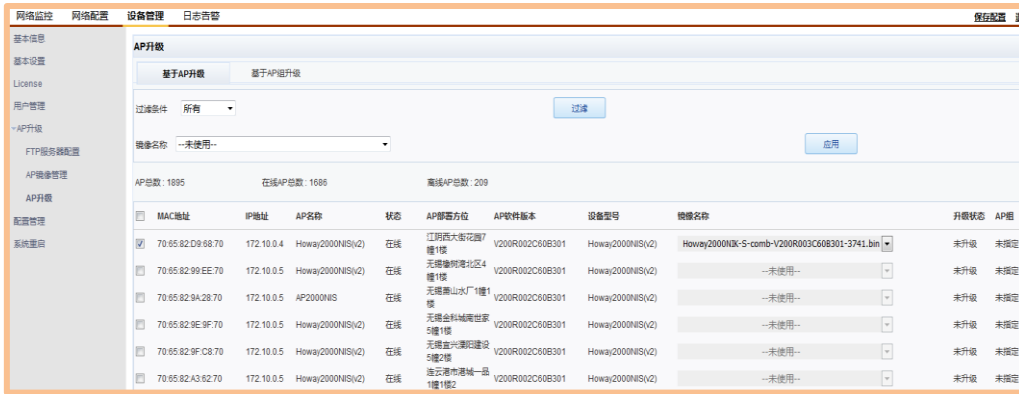 网络监控 网络配置 设备管理 日志告警 保存配置
基本信息
基本设置
License
用户管理
AP升级
FTP服务器配置
AP镜像管理
AP升级
配置管理
系统重启
AP升级
基于AP升级 基于AP组升级
过滤条件 所有 过滤
镜像名称 --未使用-- 应用
AP总数: 1895 在线AP总数: 1686 离线AP总数: 209
MAC地址 IP地址 AP名称 状态 AP部署方位 AP软件版本 设备型号 镜像名称 升级状态 AP组
70:65:82:D9:68:70 172.10.0.4 Howay2000NIS(v2) 在线 江阴西大街花园7幢1楼 V200R002C60B301 Howay2000NIS(v2) Howay2000NIK-S-comb-V200R003C60B301-3741.bin 未升级 未指定
70:65:82:99:EE:70 172.10.0.5 Howay2000NIS(v2) 在线 无锡橡树湾北区4幢1楼 V200R002C60B301 Howay2000NIS(v2) --未使用-- 未升级 未指定
70:65:82:9A:28:70 172.10.0.5 AP2000NIS 在线 无锡惠山水厂1幢1楼 V200R002C60B301 Howay2000NIS(v2) --未使用-- 未升级 未指定
70:65:82:9E:9F:70 172.10.0.5 Howay2000NIS(v2) 在线 无锡金科城南世家5幢1楼 V200R002C60B301 Howay2000NIS(v2) --未使用-- 未升级 未指定
70:65:82:9F:C8:70 172.10.0.5 Howay2000NIS(v2) 在线 无锡宜兴溧阳建设5幢2楼 V200R002C60B301 Howay2000NIS(v2) --未使用-- 未升级 未指定
70:65:82:A3:62:70 172.10.0.5 Howay2000NIS(v2) 在线 连云港市港城一品1幢1楼2 V200R002C60B301 Howay2000NIS(v2) --未使用-- 未升级 未指定